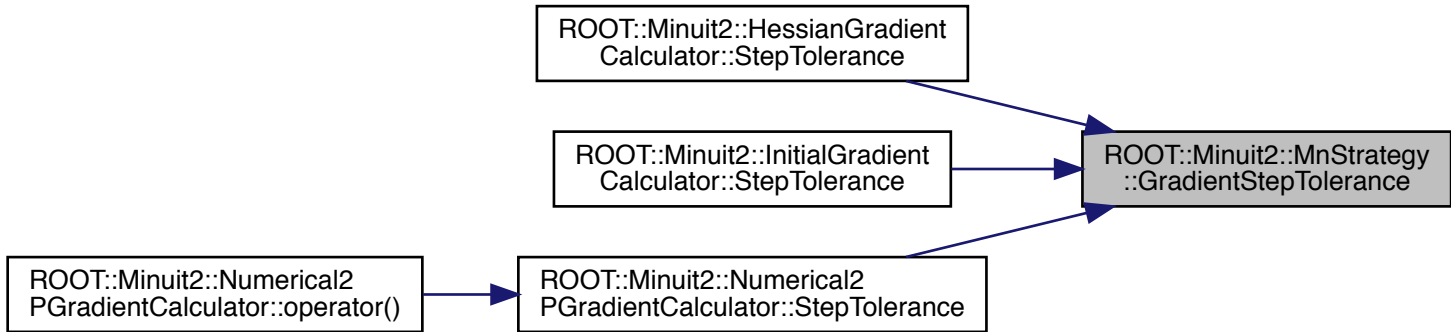 ROOT::Minuit2::HessianGradient
Calculator::StepTolerance
ROOT::Minuit2::InitialGradient
Calculator::StepTolerance
ROOT::Minuit2::MnStrategy
::GradientStepTolerance
ROOT::Minuit2::Numerical2
PGradientCalculator::operator()
ROOT::Minuit2::Numerical2
PGradientCalculator::StepTolerance